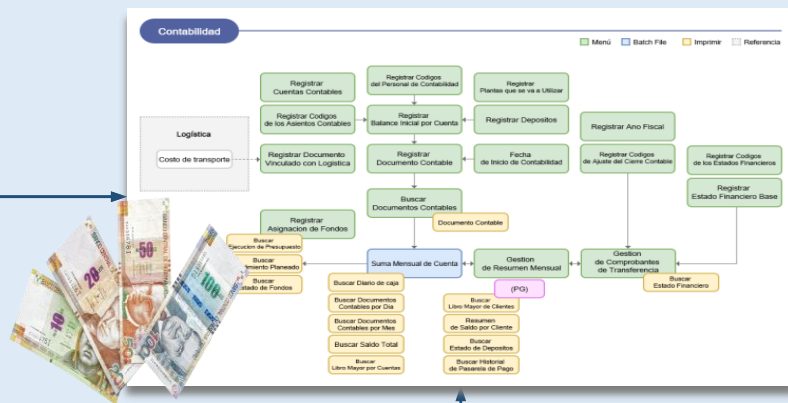 Contabilidad
Menú
Batch File
Imprimir
Referencia
Registrar
Cuentas Contables
Registrar Codigos
del Personal de Contabilidad
Registrar
Plantas que se va a Utilizar
Registrar Codigos
de los Asientos Contables
Registrar
Balance Inicial por Cuenta
Registrar Depositos
Registrar Ano Fiscal
Logística
Costo de transporte
Registrar Documento
Vinculado con Logistica
Registrar
Documento Contable
Fecha
de Inicio de Contabilidad
Registrar Codigos
de Ajuste del Cierre Contable
Registrar Codigos
de los Estados Financieros
Registrar
Estado Financiero Base
Buscar
Documentos Contables
Documento Contable
Registrar
Asignacion de Fondos
Buscar
Ejecucion de Presupuesto
Buscar
Planeado
Buscar
Estado de Fondos
Suma Mensual de Cuenta
Gestion
de Resumen Mensual
Gestion
de Comprobantes
de Transferencia
Buscar
Estado Financiero
(PG)
Buscar Diario de caja
Buscar Documentos
Contables por Dia
Buscar Documentos
Contables por Mes
Buscar Saldo Total
Buscar
Libro Mayor por Cuentas
Buscar
Libro Mayor de Clientes
Resumen
de Saldo por Cliente
Buscar
Estado de Depositos
Buscar Historial
de Pasarela de Pago
10
20
50
100